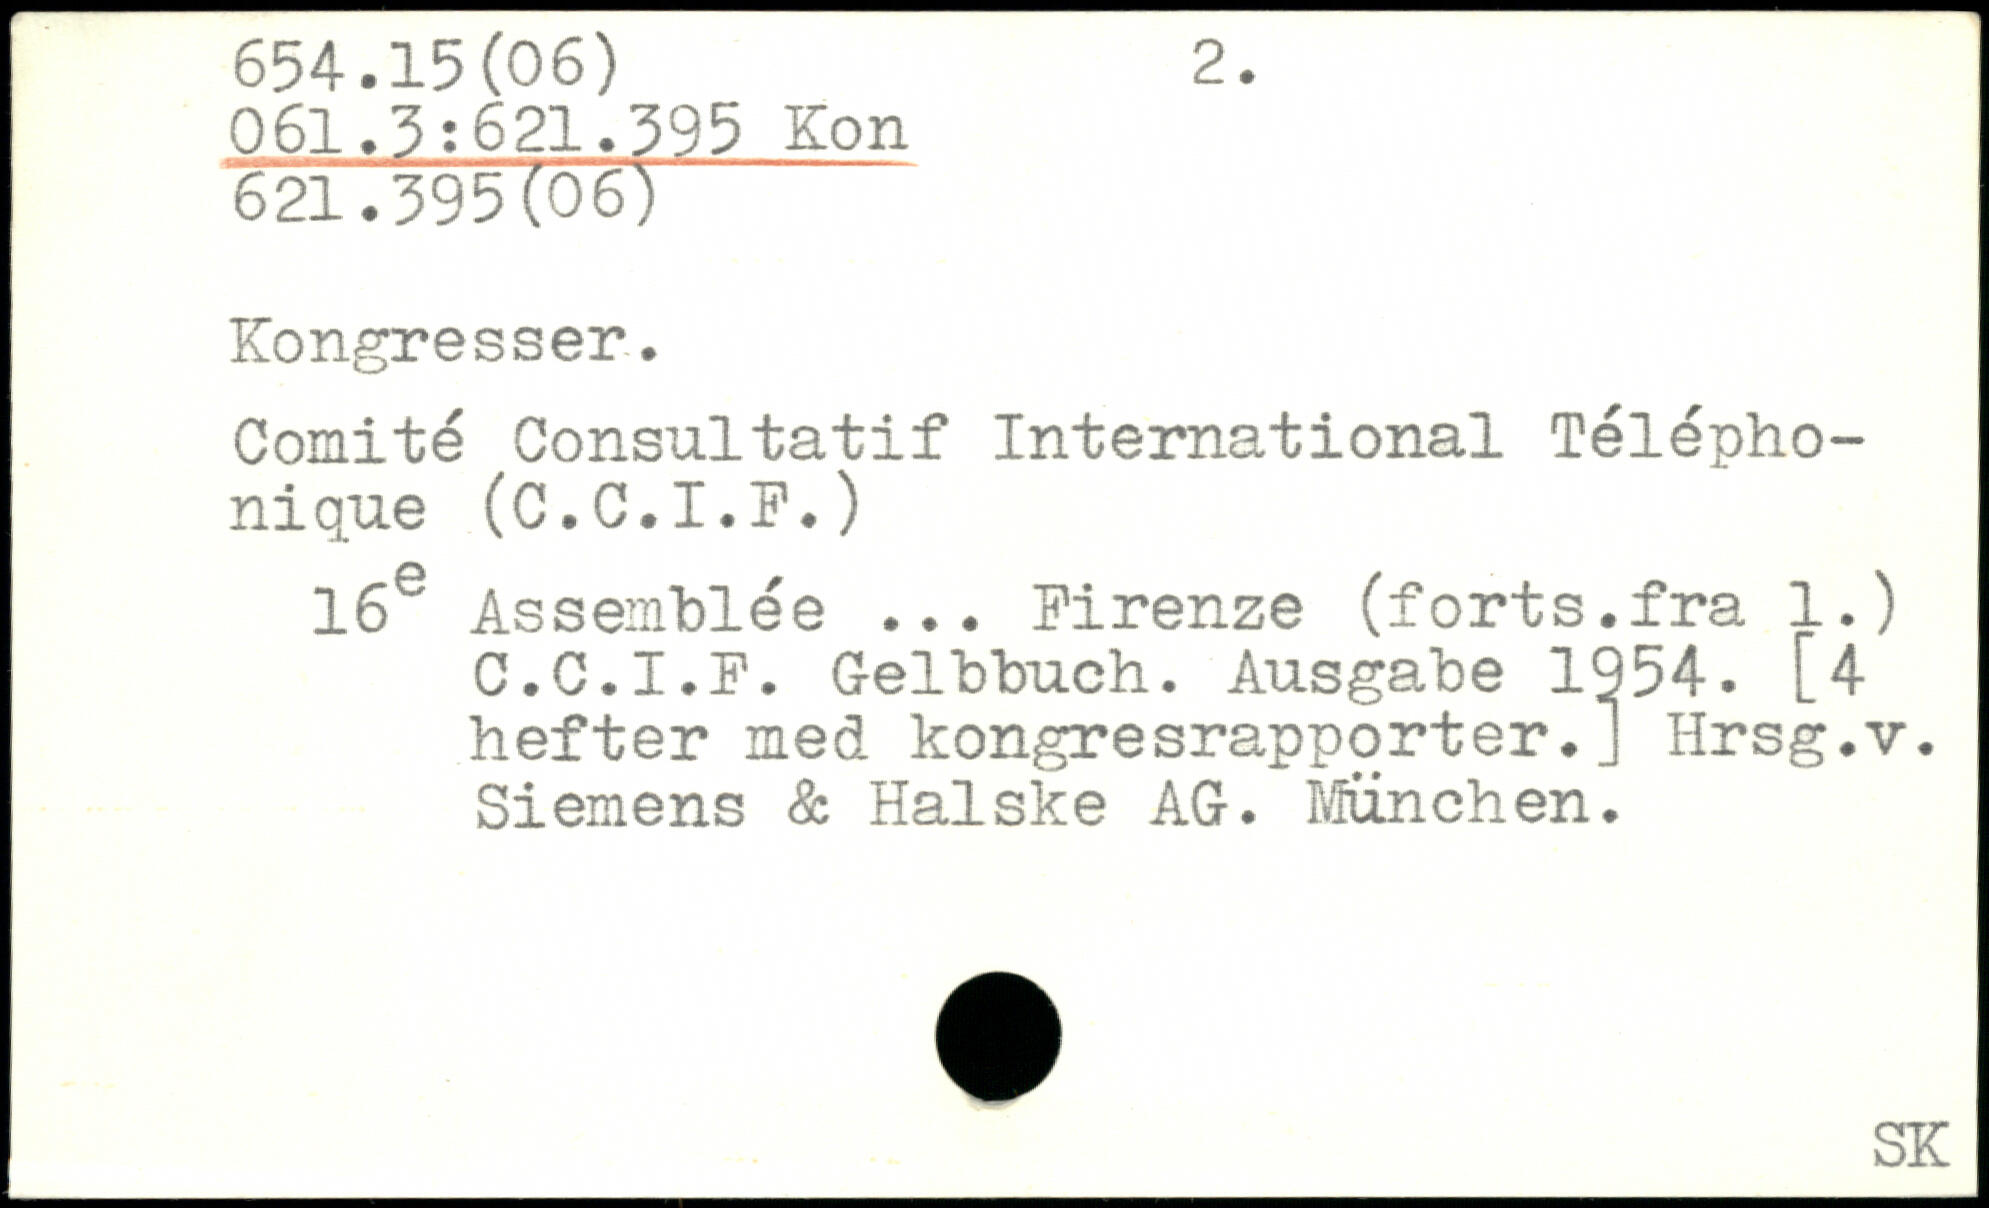 654.15(06) 2.
061.3:621.395 Kon
621.395(06)
Kongresser.
Comité Consultatif International Télépho-
nique (C.C.I.F.)
16e Assemblée ... Firenze (forts.fra 1.)
C.C.I.F. Gelbbuch. Ausgabe 1954. [4
hefter med kongresrapporter.] Hrsg.v.
Siemens & Halske AG. München.
SK